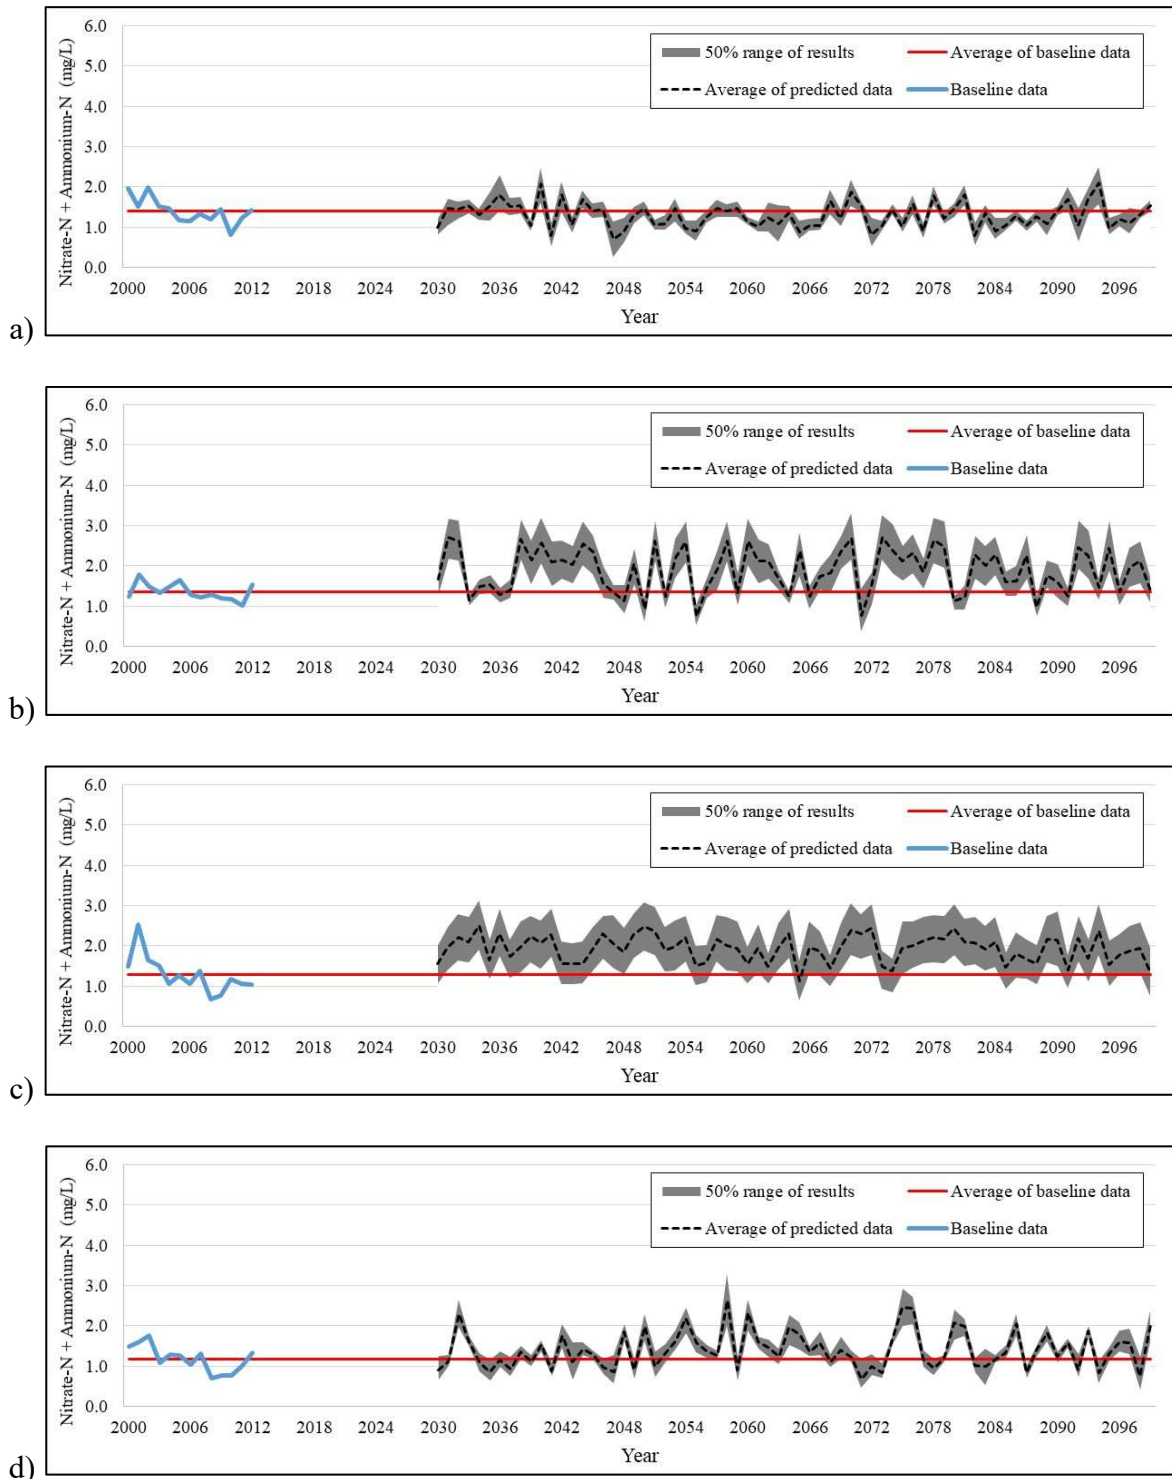 6.0
5.0
4.0
3.0
2.0
1.0
0.0
Nitrate-N + Ammonium-N (mg/L)
50% range of results
Average of baseline data
Average of predicted data
Baseline data
2000 2006 2012 2018 2024 2030 2036 2042 2048 2054 2060 2066 2072 2078 2084 2090 2096
Year
a)
6.0
5.0
4.0
3.0
2.0
1.0
0.0
Nitrate-N + Ammonium-N (mg/L)
50% range of results
Average of baseline data
Average of predicted data
Baseline data
2000 2006 2012 2018 2024 2030 2036 2042 2048 2054 2060 2066 2072 2078 2084 2090 2096
Year
b)
6.0
5.0
4.0
3.0
2.0
1.0
0.0
Nitrate-N + Ammonium-N (mg/L)
50% range of results
Average of baseline data
Average of predicted data
Baseline data
2000 2006 2012 2018 2024 2030 2036 2042 2048 2054 2060 2066 2072 2078 2084 2090 2096
Year
c)
6.0
5.0
4.0
3.0
2.0
1.0
0.0
Nitrate-N + Ammonium-N (mg/L)
50% range of results
Average of baseline data
Average of predicted data
Baseline data
2000 2006 2012 2018 2024 2030 2036 2042 2048 2054 2060 2066 2072 2078 2084 2090 2096
Year
d)